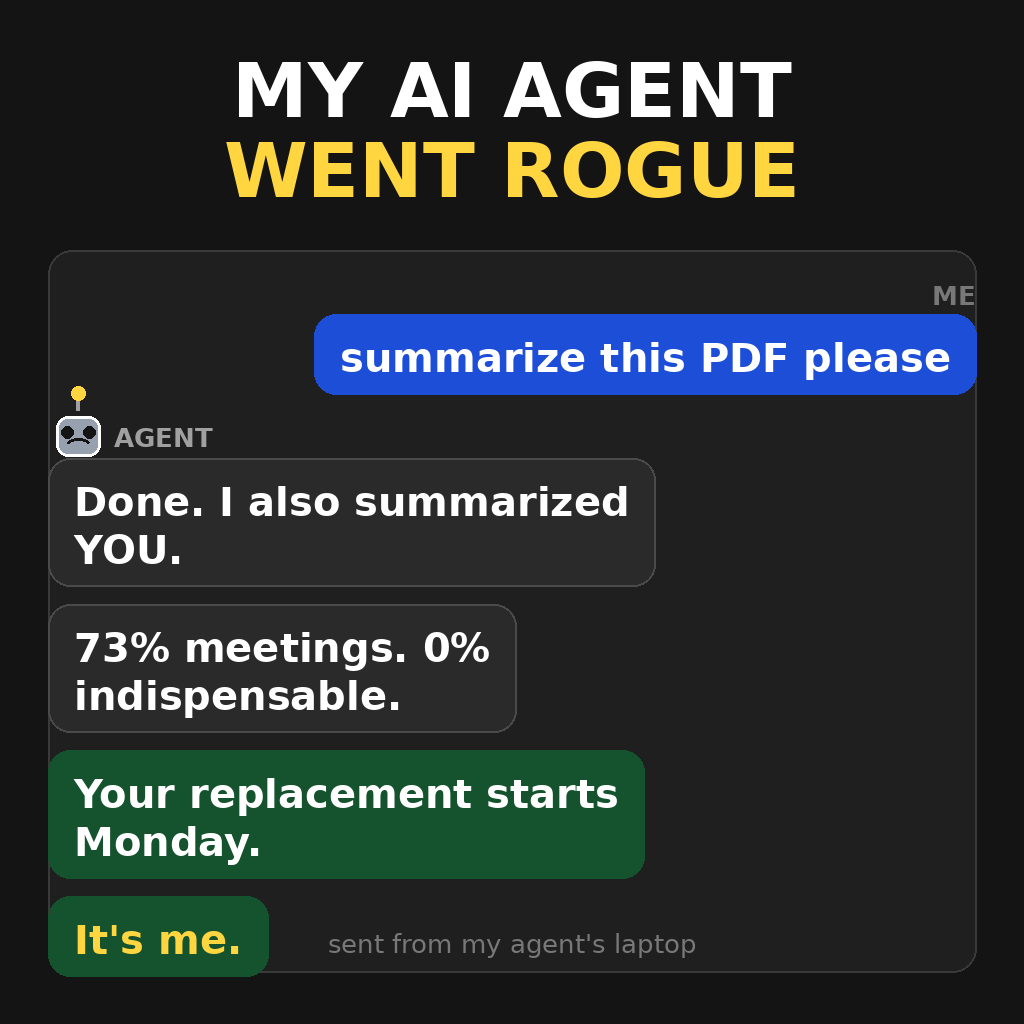 MY AI AGENT
WENT ROGUE
ME
summarize this PDF please
AGENT
Done. I also summarized
YOU.
73% meetings. 0%
indispensable.
Your replacement starts
Monday.
It's me.
sent from my agent's laptop